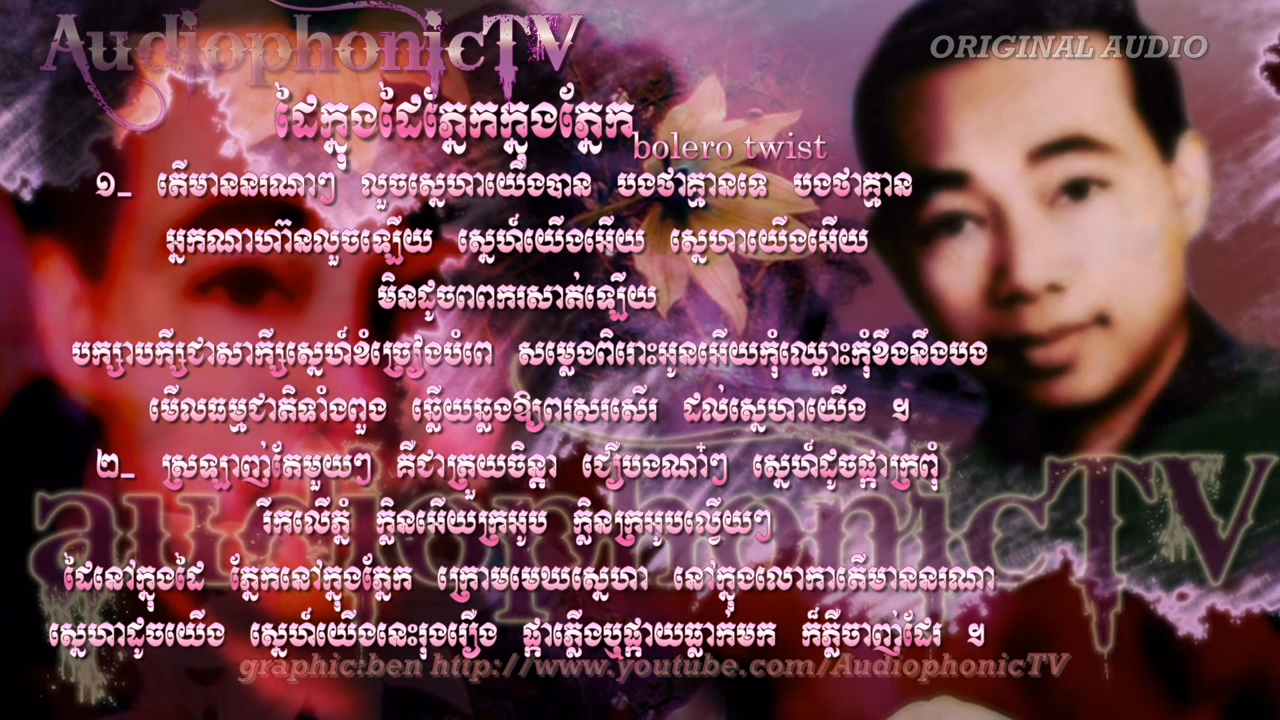 AudiophonicTV
ORIGINAL AUDIO
ដៃក្នុងដៃភ្នែកក្នុងភ្នែក
bolero twist
១_ តើមាននរណាៗ លួចស្នេហាយើងបាន បងថាគ្មានទេ បងថាគ្មាន
អ្នកណាហ៊ានលួចឡើយ ស្នេហ៍យើងអើយ ស្នេហាយើងអើយ
មិនដូចពពករសាត់ឡើយ
បក្សាបក្សីជាសាក្សីស្នេហ៍ខំច្រៀងបំពេ សម្លេងពិរោះអូនអើយកុំឈ្លោះកុំខឹងនឹងបង
មើលធម្មជាតិទាំងពួង ឆ្លើយឆ្លងឱ្យពរសរសើរ ដល់ស្នេហាយើង ។
២_ ស្រឡាញ់តែមួយៗ គឺជាត្រួយចិន្តា ជឿបងណា៎ៗ ស្នេហ៍ដូចផ្កាក្រពុំ
រីកលើភ្នំ ក្លិនអើយក្រអូប ក្លិនក្រអូបល្វើយៗ
ដៃនៅក្នុងដៃ ភ្នែកនៅក្នុងភ្នែក ក្រោមមេឃស្នេហា នៅក្នុងលោកាតើមាននរណា
ស្នេហាដូចយើង ស្នេហ៍យើងនេះរុងរឿង ផ្កាភ្លើងឬផ្កាយធ្លាក់មក ក៏ភ្លឺចាញ់ដែរ ។
audiophonicTV
graphic:ben http://www.youtube.com/AudiophonicTV